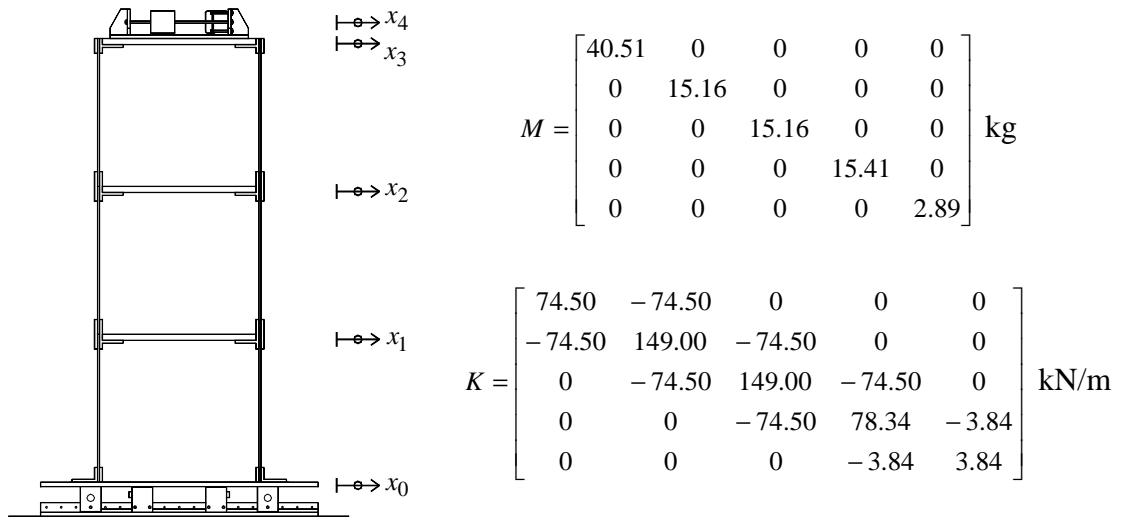 x4
x3
x2
x1
x0
M = [ 40.51 0 0 0 0
0 15.16 0 0 0
0 0 15.16 0 0
0 0 0 15.41 0
0 0 0 0 2.89 ] kg
K = [ 74.50 −74.50 0 0 0
−74.50 149.00 −74.50 0 0
0 −74.50 149.00 −74.50 0
0 0 −74.50 78.34 −3.84
0 0 0 −3.84 3.84 ] kN/m